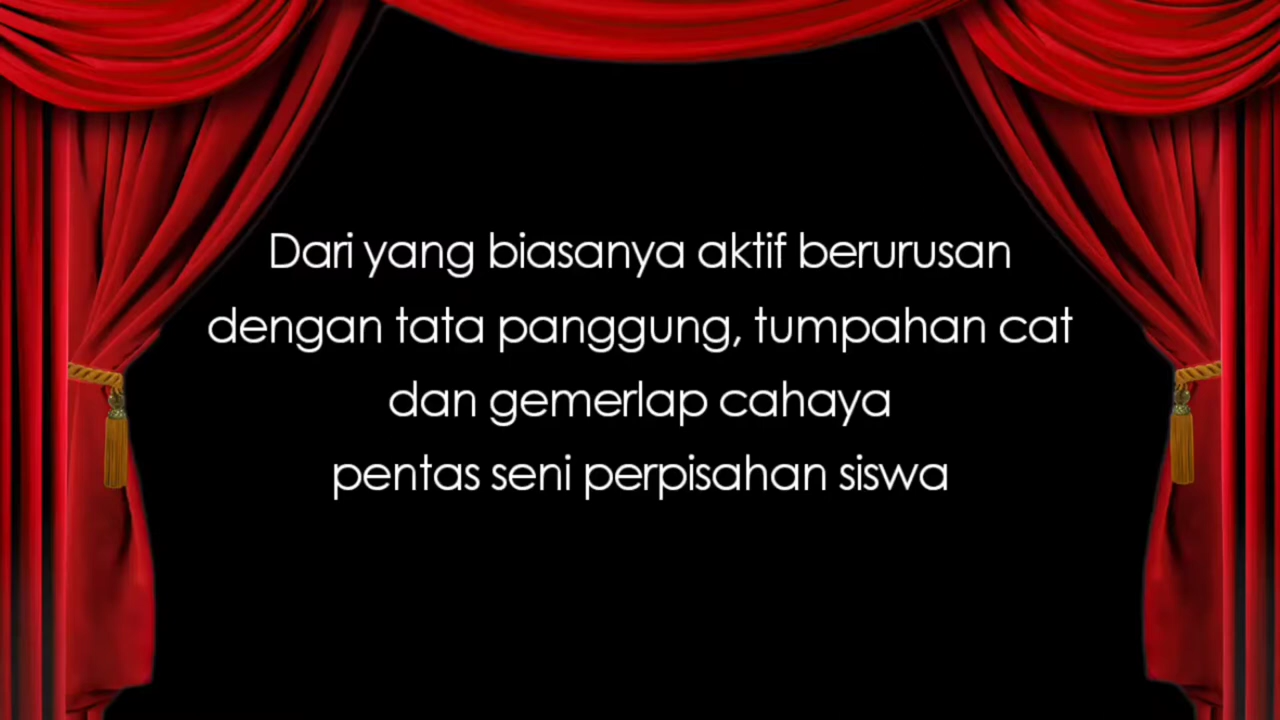 Dari yang biasanya aktif berurusan
dengan tata panggung, tumpahan cat
dan gemerlap cahaya
pentas seni perpisahan siswa